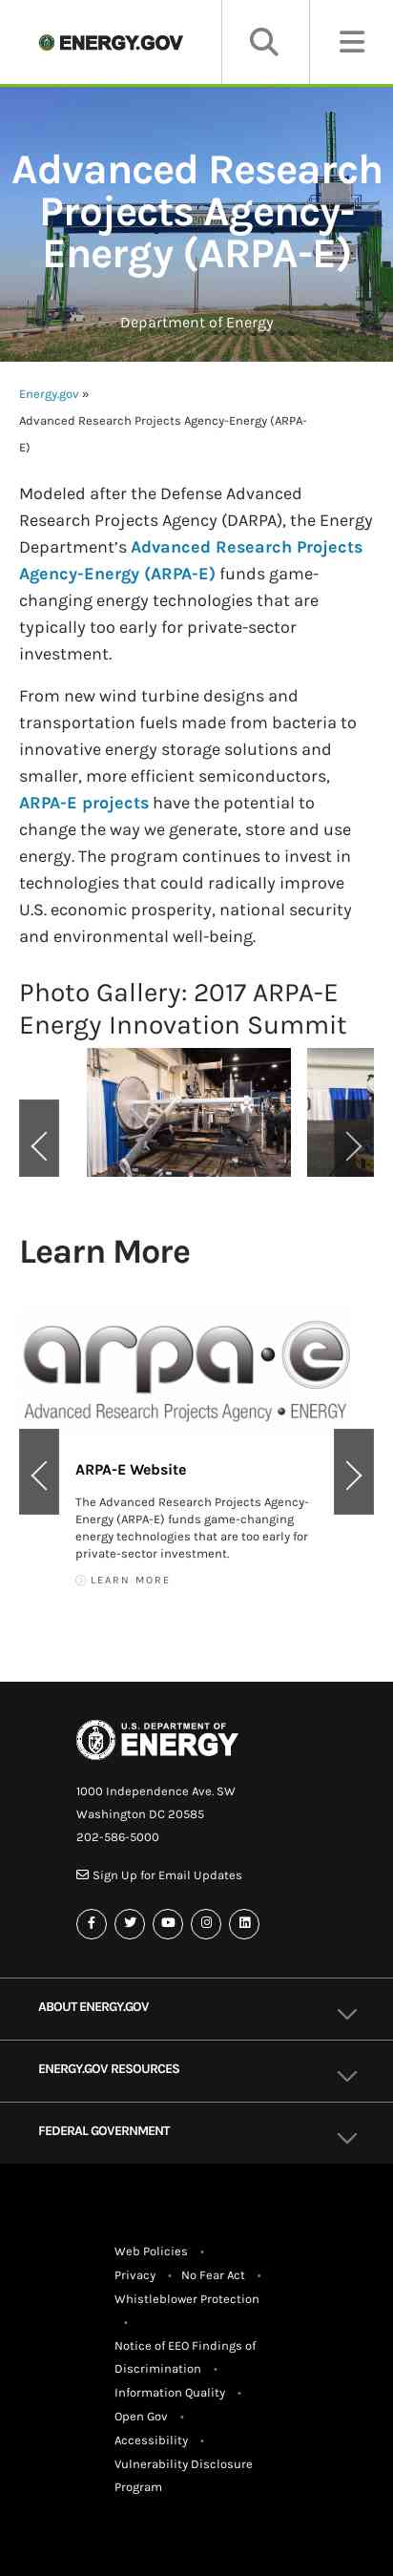 ENERGY.GOV
Advanced Research
Projects Agency-
Energy (ARPA-E)
Department of Energy
Energy.gov »
Advanced Research Projects Agency-Energy (ARPA-
E)
Modeled after the Defense Advanced
Research Projects Agency (DARPA), the Energy
Department’s Advanced Research Projects
Agency-Energy (ARPA-E) funds game-
changing energy technologies that are
typically too early for private-sector
investment.
From new wind turbine designs and
transportation fuels made from bacteria to
innovative energy storage solutions and
smaller, more efficient semiconductors,
ARPA-E projects have the potential to
change the way we generate, store and use
energy. The program continues to invest in
technologies that could radically improve
U.S. economic prosperity, national security
and environmental well-being.
Photo Gallery: 2017 ARPA-E
Energy Innovation Summit
Learn More
arpa·e
Advanced Research Projects Agency • ENERGY
ARPA-E Website
The Advanced Research Projects Agency-
Energy (ARPA-E) funds game-changing
energy technologies that are too early for
private-sector investment.
LEARN MORE
U.S. DEPARTMENT OF
ENERGY
1000 Independence Ave. SW
Washington DC 20585
202-586-5000
Sign Up for Email Updates
ABOUT ENERGY.GOV
ENERGY.GOV RESOURCES
FEDERAL GOVERNMENT
Web Policies •
Privacy • No Fear Act •
Whistleblower Protection
•
Notice of EEO Findings of
Discrimination •
Information Quality •
Open Gov •
Accessibility •
Vulnerability Disclosure
Program